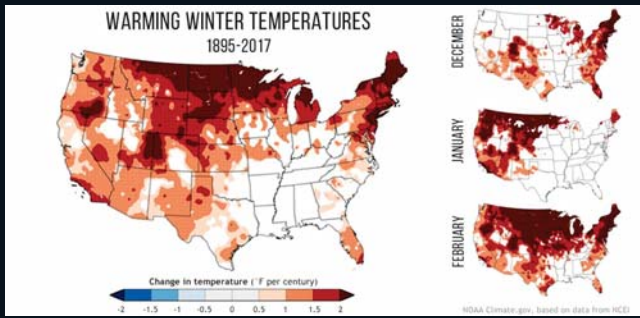 WARMING WINTER TEMPERATURES
1895-2017
DECEMBER
JANUARY
FEBRUARY
Change in temperature (°F per century)
-2 -1.5 -1 -0.5 0 0.5 1 1.5 2
NOAA Climate.gov, based on data from NCEI